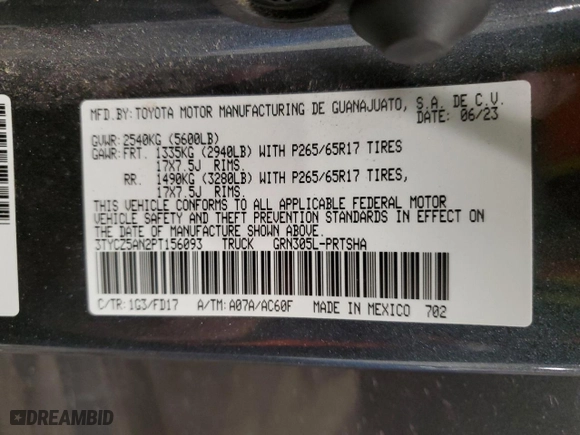 MFD.BY:TOYOTA MOTOR MANUFACTURING DE GUANAJUATO, S.A. DE C.V.
DATE: 06/23
GVWR:2540KG (5600LB)
GAWR:FRT. 1335KG (2940LB) WITH P265/65R17 TIRES
17X7.5J RIMS.
RR. 1490KG (3280LB) WITH P265/65R17 TIRES,
17X7.5J RIMS.
THIS VEHICLE CONFORMS TO ALL APPLICABLE FEDERAL MOTOR
VEHICLE SAFETY AND THEFT PREVENTION STANDARDS IN EFFECT ON
THE DATE OF MANUFACTURE SHOWN ABOVE.
3TYCZ5AN2PT156093 TRUCK GRN305L-PRTSHA
C/TR:1G3/FD17 A/TM:A07A/AC60F MADE IN MEXICO 702
DREAMBID